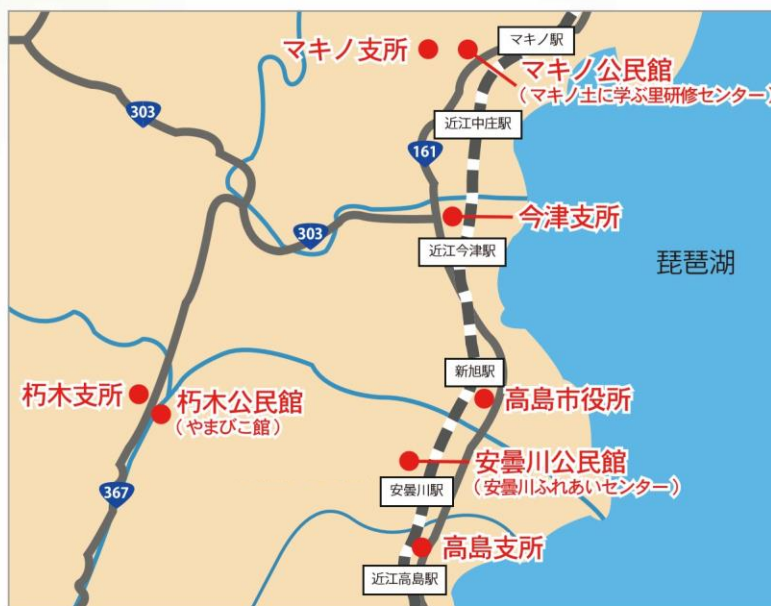 マキノ駅
マキノ支所
マキノ公民館
(マキノ土に学ぶ里研修センター)
303
近江中庄駅
161
今津支所
303
近江今津駅
琵琶湖
新旭駅
朽木支所
朽木公民館
(やまびこ館)
高島市役所
安曇川公民館
(安曇川ふれあいセンター)
367
安曇川駅
高島支所
近江高島駅